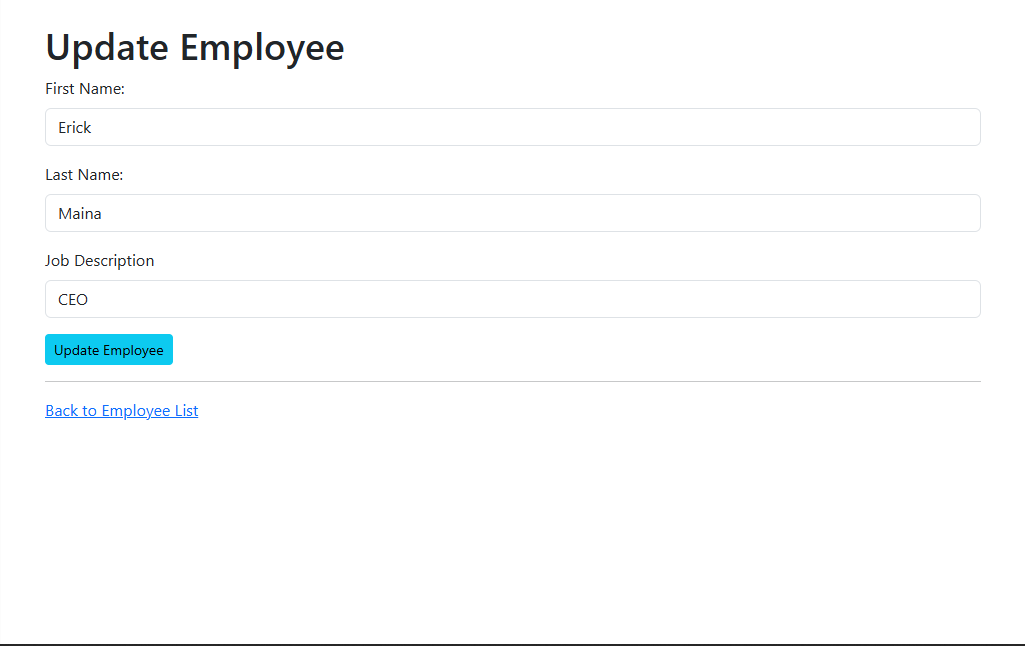 Update Employee
First Name:
Erick
Last Name:
Maina
Job Description
CEO
Update Employee
Back to Employee List